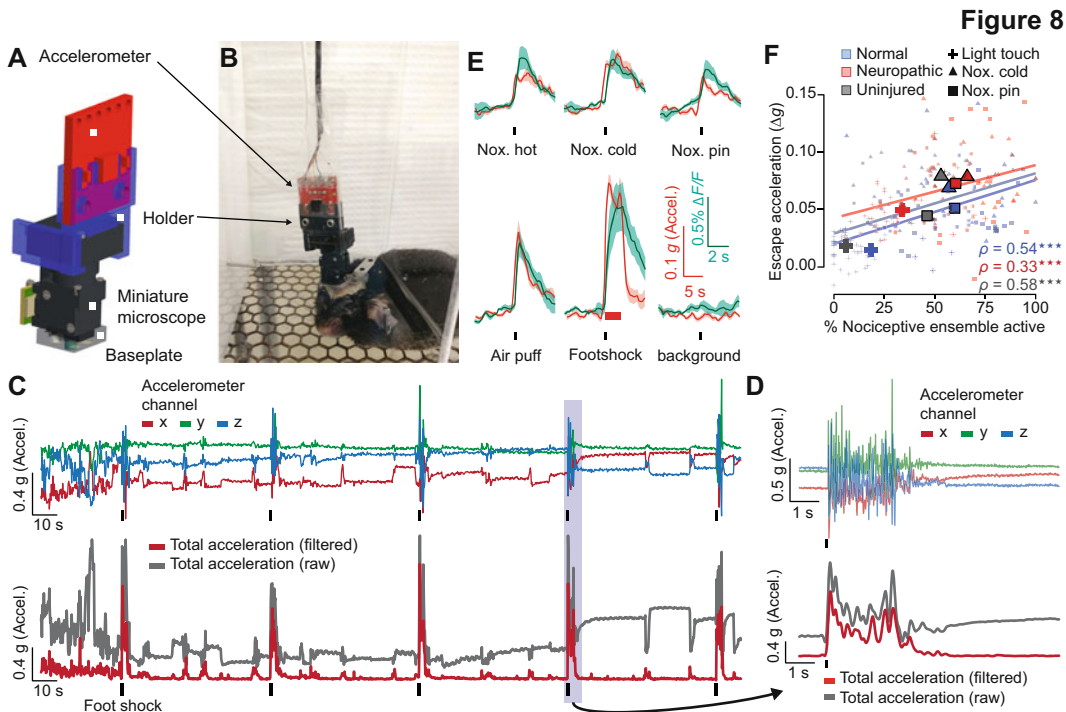 Figure 8
A
Accelerometer
Holder
Miniature
microscope
Baseplate
B
E
Nox. hot
Nox. cold
Nox. pin
Air puff
Footshock
background
0.1 g (Accel.)
5 s
0.5% ΔF/F
2 s
F
Normal
Neuropathic
Uninjured
Light touch
Nox. cold
Nox. pin
Escape acceleration (Δg)
0.15
0.10
0.05
0.00
ρ = 0.54***
ρ = 0.33***
ρ = 0.58***
0 25 50 75 100
% Nociceptive ensemble active
C
Accelerometer
channel
x y z
0.4 g (Accel.)
10 s
Total acceleration (filtered)
Total acceleration (raw)
0.4 g (Accel.)
10 s
Foot shock
D
Accelerometer
channel
x y z
0.5 g (Accel.)
1 s
0.4 g (Accel.)
1 s
Total acceleration (filtered)
Total acceleration (raw)